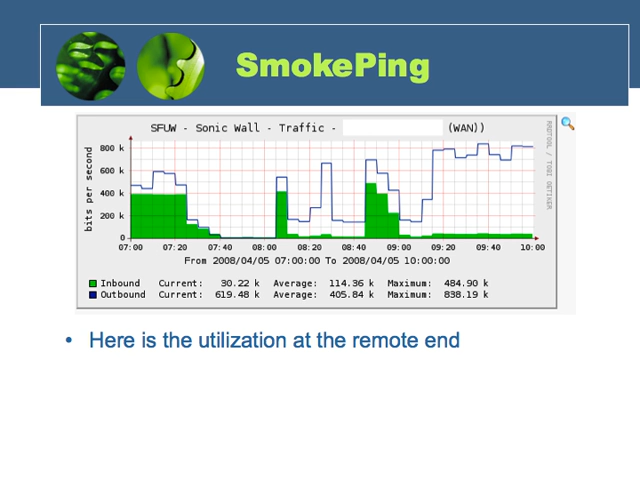 SmokePing
SFUW - Sonic Wall - Traffic - (WAN))
RRDTOOL / TOBI OETIKER
bits per second
800 k
600 k
400 k
200 k
0
07:00 07:20 07:40 08:00 08:20 08:40 09:00 09:20 09:40 10:00
From 2008/04/05 07:00:00 To 2008/04/05 10:00:00
Inbound Current: 30.22 k Average: 114.36 k Maximum: 484.90 k
Outbound Current: 619.48 k Average: 405.84 k Maximum: 838.19 k
• Here is the utilization at the remote end